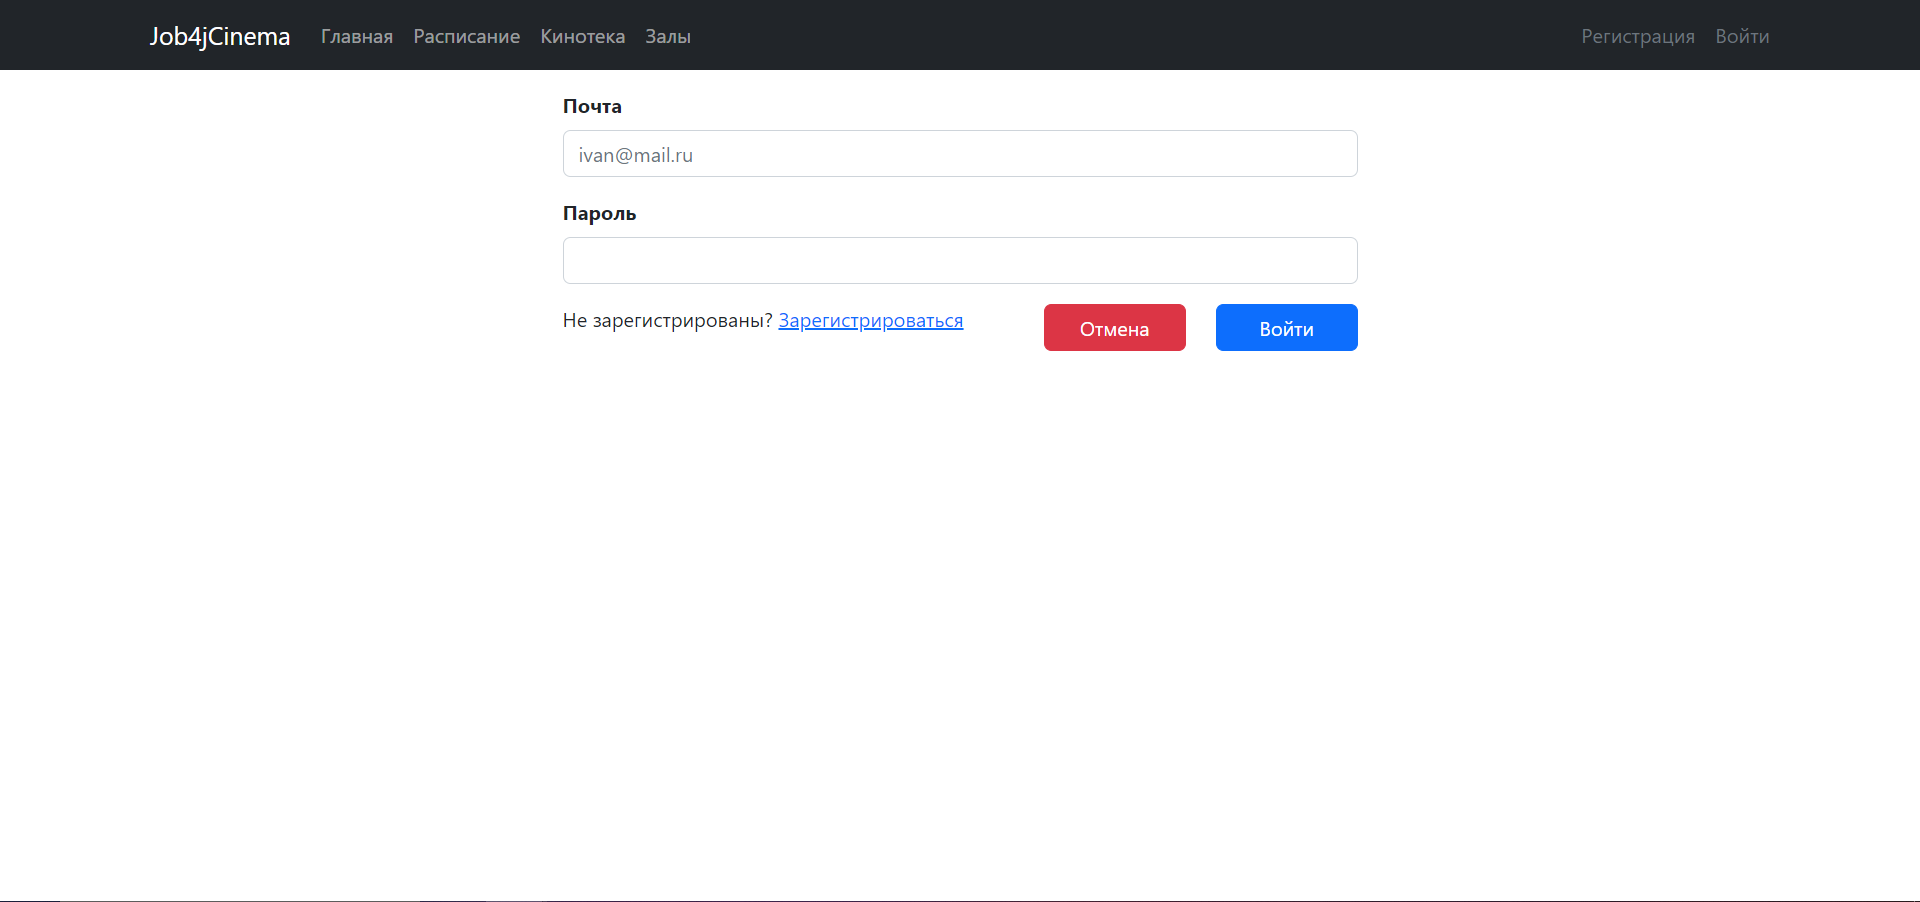 Job4jCinema Главная Расписание Кинотека Залы Регистрация Войти
Почта
ivan@mail.ru
Пароль
Не зарегистрированы? Зарегистрироваться Отмена Войти